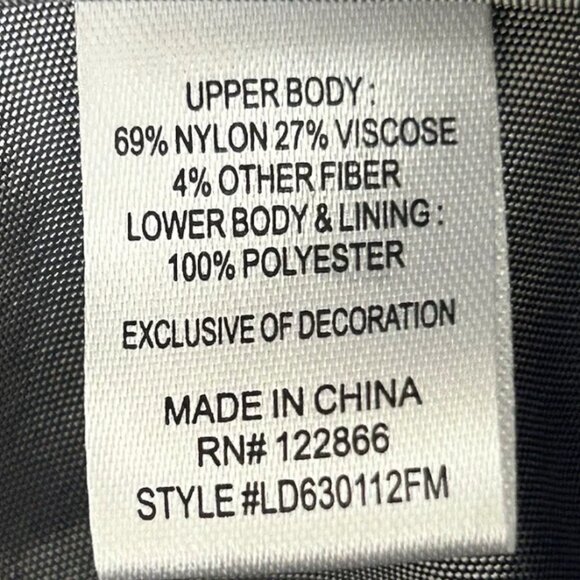 UPPER BODY :
69% NYLON 27% VISCOSE
4% OTHER FIBER
LOWER BODY & LINING :
100% POLYESTER
EXCLUSIVE OF DECORATION
MADE IN CHINA
RN# 122866
STYLE #LD630112FM